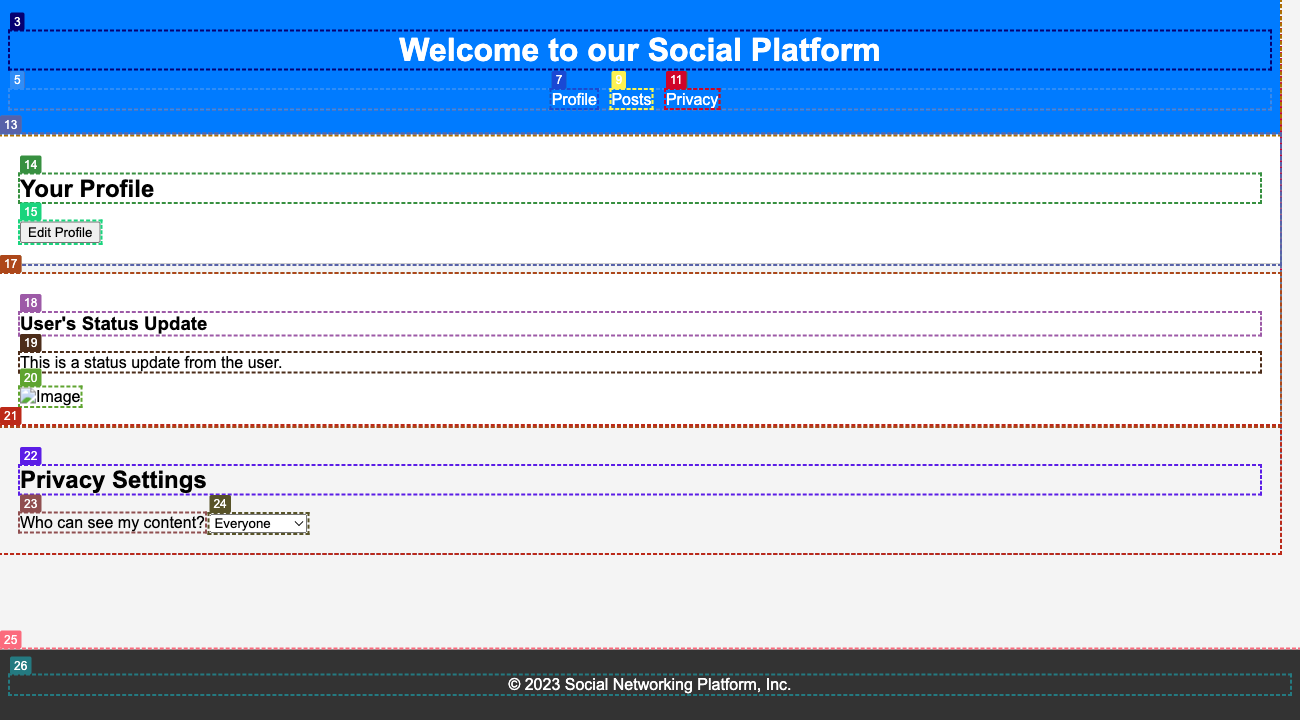 3
Welcome to our Social Platform
5
7
9
11
Profile
Posts
Privacy
13
14
Your Profile
15
Edit Profile
17
18
User's Status Update
19
This is a status update from the user.
20
Image
21
22
Privacy Settings
23
24
Who can see my content?
Everyone
25
26
© 2023 Social Networking Platform, Inc.